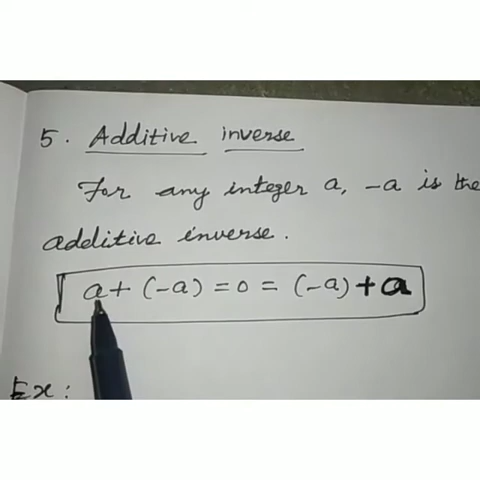 5. Additive inverse
For any integer a, -a is the
additive inverse.
a + (-a) = 0 = (-a) + a
Ex: